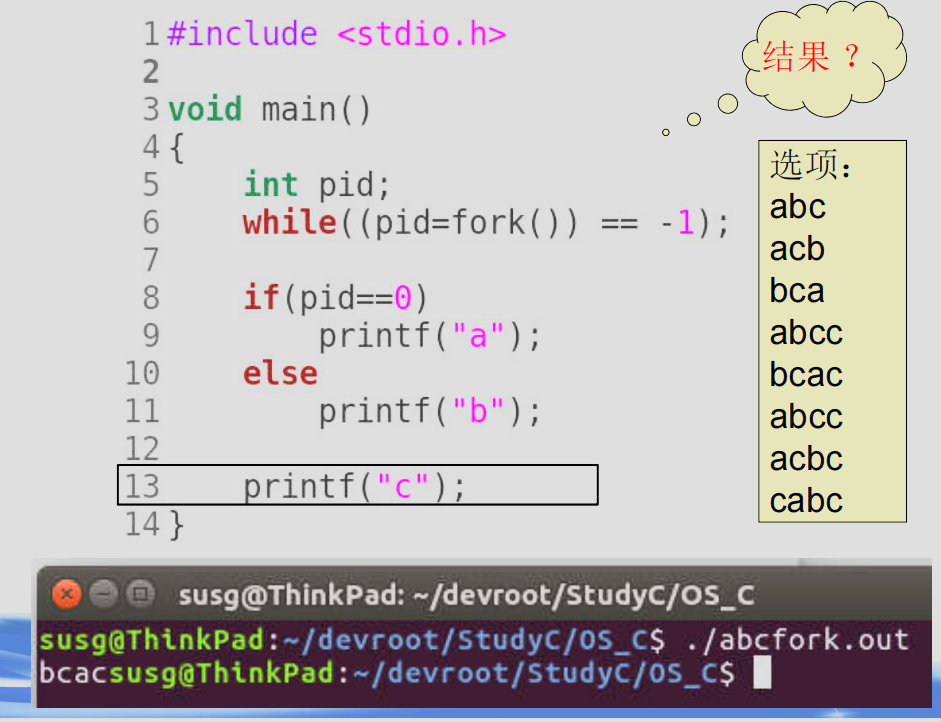 1 #include <stdio.h>
2
3 void main()
4 {
5     int pid;
6     while((pid=fork()) == -1);
7
8     if(pid==0)
9         printf("a");
10     else
11         printf("b");
12
13     printf("c");
14 }
结果？
选项：
abc
acb
bca
abcc
bcac
abcc
acbc
cabc
susg@ThinkPad: ~/devroot/StudyC/OS_C
susg@ThinkPad:~/devroot/StudyC/OS_C$ ./abcfork.out
bcacsusg@ThinkPad:~/devroot/StudyC/OS_C$